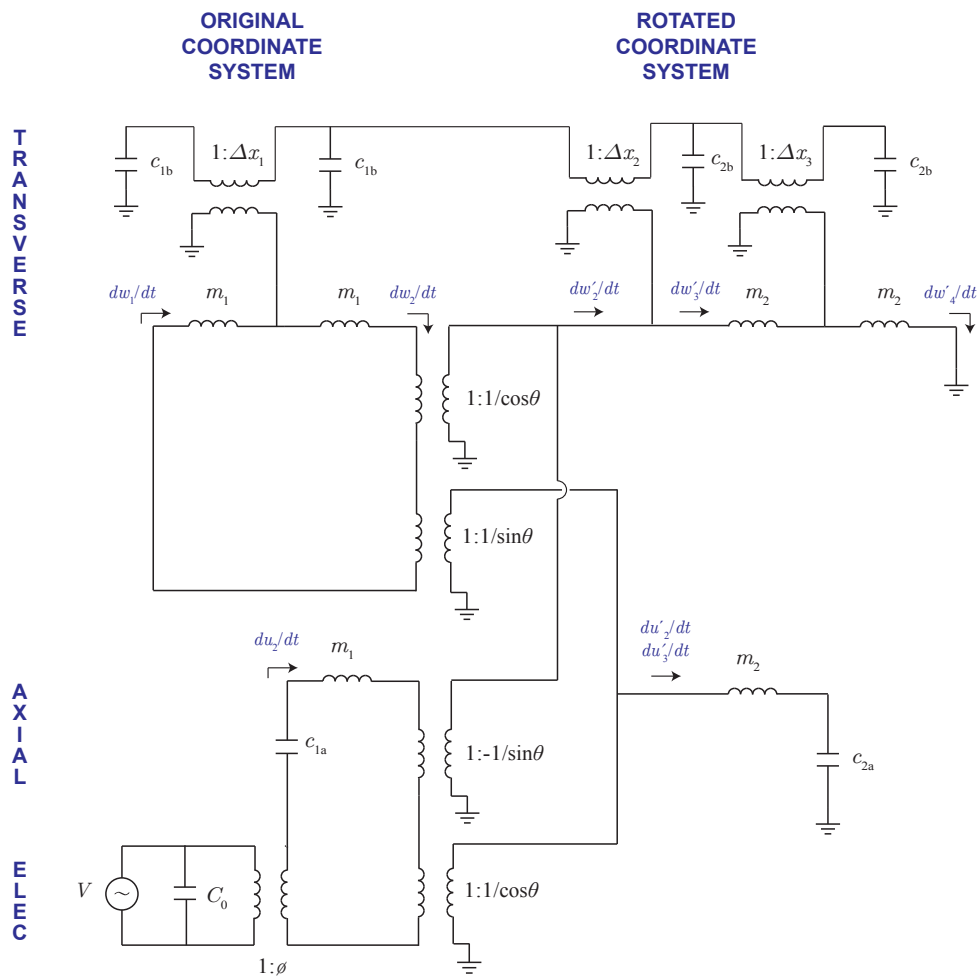 ORIGINAL
COORDINATE
SYSTEM
ROTATED
COORDINATE
SYSTEM
TRANSVERSE
c₁b
1:Δx₁
c₁b
1:Δx₂
c₂b
1:Δx₃
c₂b
dw₁/dt
m₁
m₁
dw₂/dt
dw′₂/dt
dw′₃/dt
m₂
m₂
dw′₄/dt
1:1/cosθ
1:1/sinθ
AXIAL
du₂/dt
m₁
du′₂/dt
du′₃/dt
m₂
c₁a
1:-1/sinθ
c₂a
ELEC
V
~
C₀
1:1/cosθ
1:ø